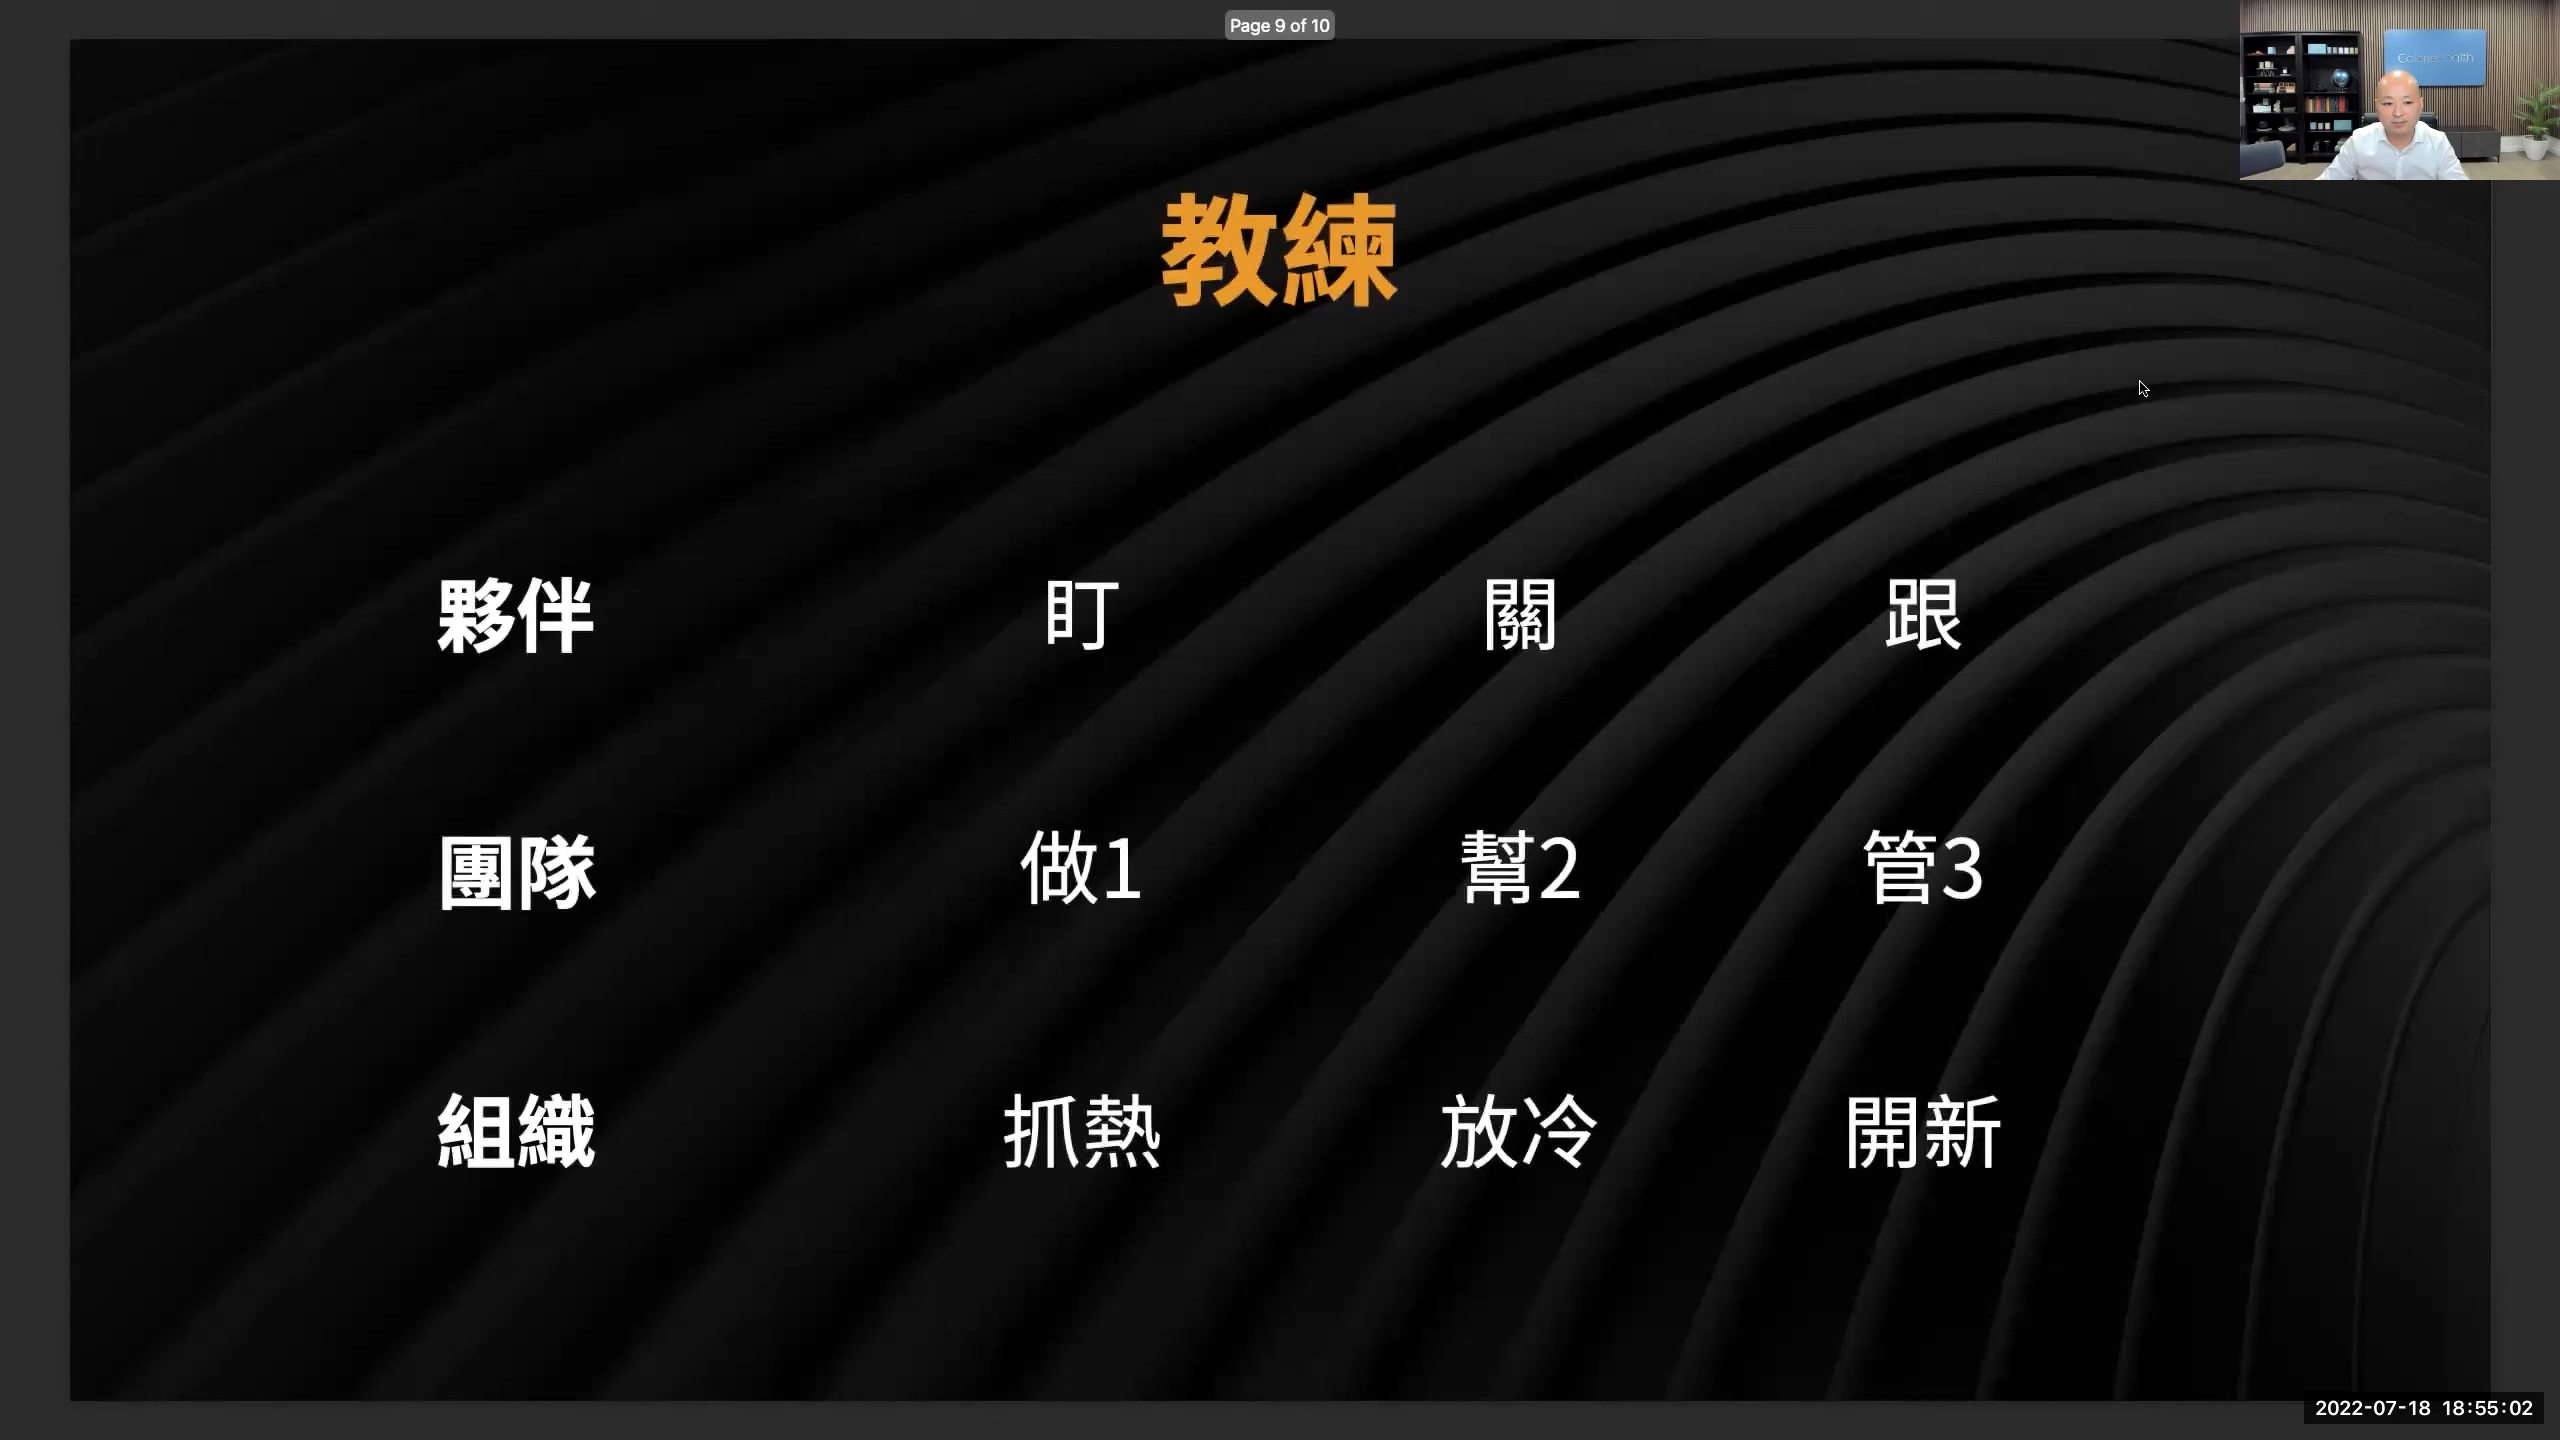 Page 9 of 10
教練
夥伴 盯 關 跟
團隊 做1 幫2 管3
組織 抓熱 放冷 開新
2022-07-18 18:55:02